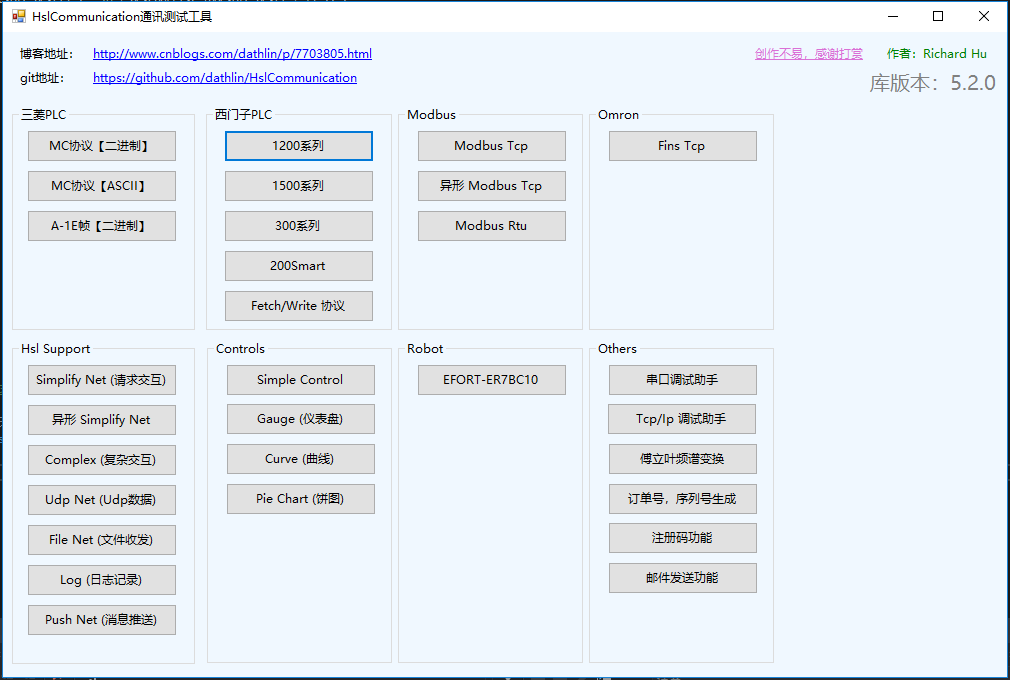 HslCommunication通讯测试工具
博客地址： http://www.cnblogs.com/dathlin/p/7703805.html
创作不易，感谢打赏 作者：Richard Hu
git地址： https://github.com/dathlin/HslCommunication
库版本：5.2.0
三菱PLC
MC协议【二进制】
MC协议【ASCII】
A-1E帧【二进制】
西门子PLC
1200系列
1500系列
300系列
200Smart
Fetch/Write 协议
Modbus
Modbus Tcp
异形 Modbus Tcp
Modbus Rtu
Omron
Fins Tcp
Hsl Support
Simplify Net (请求交互)
异形 Simplify Net
Complex (复杂交互)
Udp Net (Udp数据)
File Net (文件收发)
Log (日志记录)
Push Net (消息推送)
Controls
Simple Control
Gauge (仪表盘)
Curve (曲线)
Pie Chart (饼图)
Robot
EFORT-ER7BC10
Others
串口调试助手
Tcp/Ip 调试助手
傅立叶频谱变换
订单号，序列号生成
注册码功能
邮件发送功能